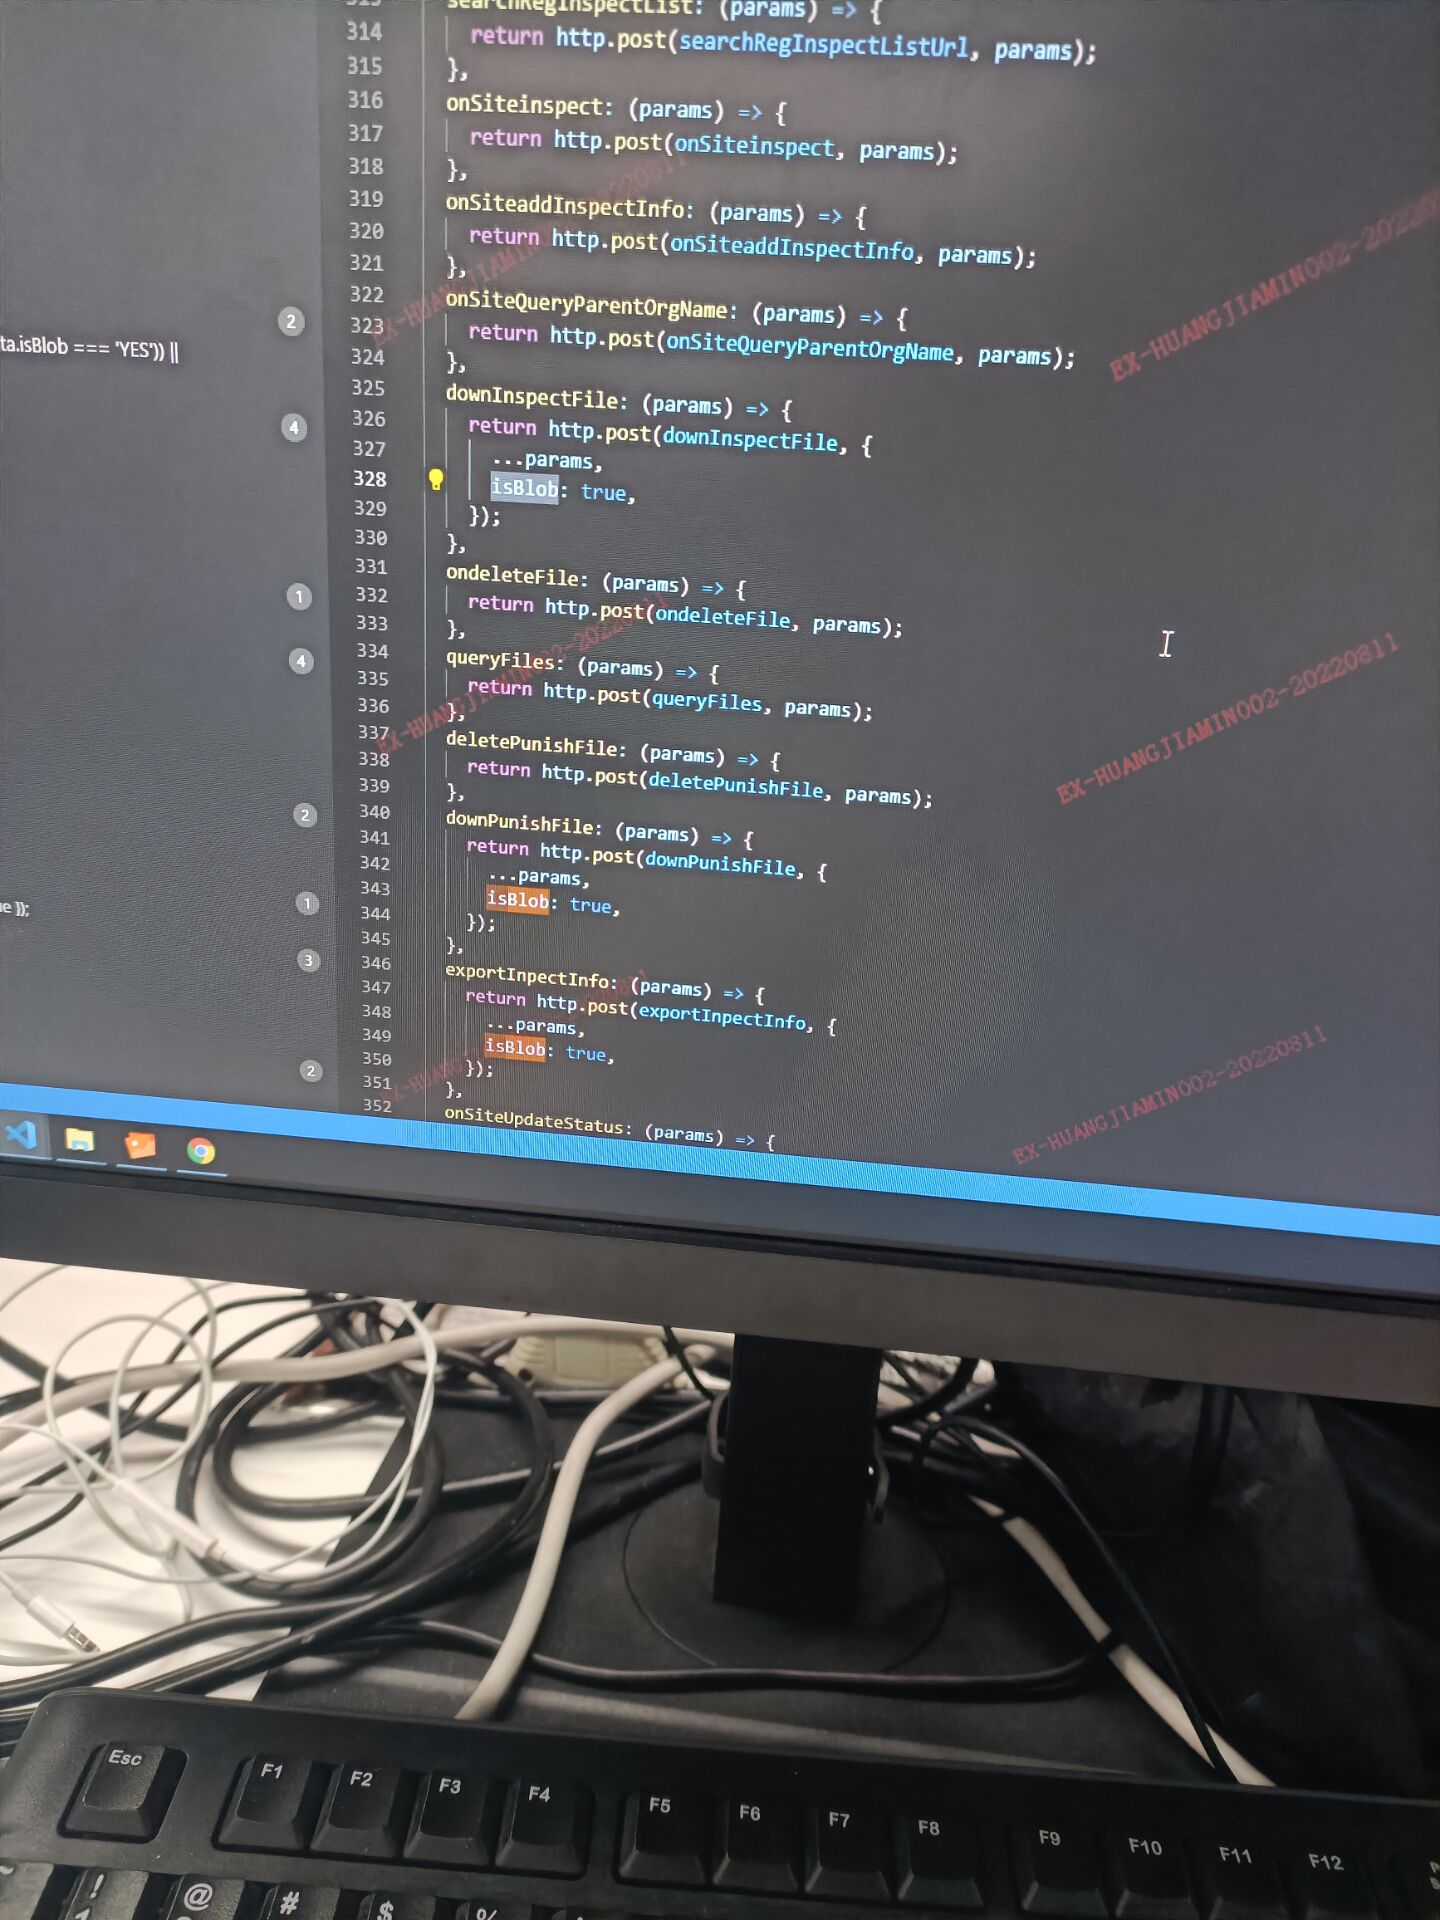 313 searchRegInspectList: (params) => {
314 return http.post(searchRegInspectListUrl, params);
315 },
316 onSiteinspect: (params) => {
317 return http.post(onSiteinspect, params);
318 },
319 onSiteaddInspectInfo: (params) => {
320 return http.post(onSiteaddInspectInfo, params);
321 },
322 onSiteQueryParentOrgName: (params) => {
323 return http.post(onSiteQueryParentOrgName, params);
324 },
325 downInspectFile: (params) => {
326 return http.post(downInspectFile, {
327 ...params,
328 isBlob: true,
329 });
330 },
331 ondeleteFile: (params) => {
332 return http.post(ondeleteFile, params);
333 },
334 queryFiles: (params) => {
335 return http.post(queryFiles, params);
336 },
337 deletePunishFile: (params) => {
338 return http.post(deletePunishFile, params);
339 },
340 downPunishFile: (params) => {
341 return http.post(downPunishFile, {
342 ...params,
343 isBlob: true,
344 });
345 },
346 exportInpectInfo: (params) => {
347 return http.post(exportInpectInfo, {
348 ...params,
349 isBlob: true,
350 });
351 },
352 onSiteUpdateStatus: (params) => {
2
ta.isBlob === 'YES')) ||
4
1
4
2
1
e });
3
2
EX-HUANGJIAMIN002-20220811
EX-HUANGJIAMIN002-20220811
EX-HUANGJIAMIN002-20220811
Esc F1 F2 F3 F4 F5 F6 F7 F8 F9 F10 F11 F12
! @ # $ %